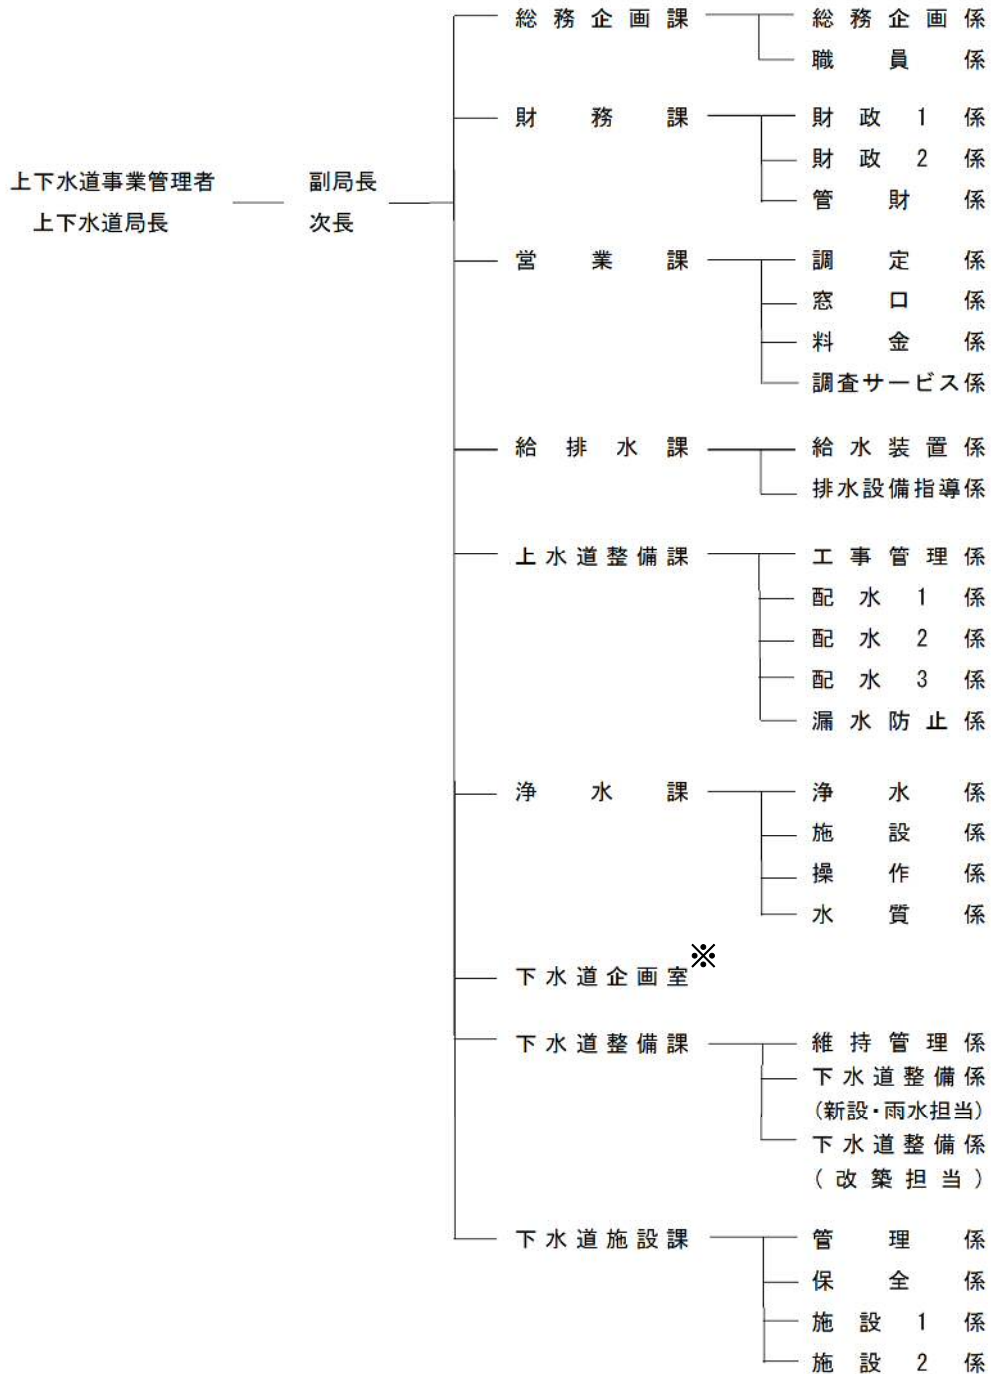 総務企画課 総務企画係
職員係
財務課 財政1係
財政2係
管財係
上下水道事業管理者 副局長
上下水道局長 次長
営業課 調定係
窓口係
料金係
調査サービス係
給排水課 給水装置係
排水設備指導係
上水道整備課 工事管理係
配水1係
配水2係
配水3係
漏水防止係
浄水課 浄水係
施設係
操作係
水質係
下水道企画室※
下水道整備課 維持管理係
下水道整備係
(新設・雨水担当)
下水道整備係
(改築担当)
下水道施設課 管理係
保全係
施設1係
施設2係